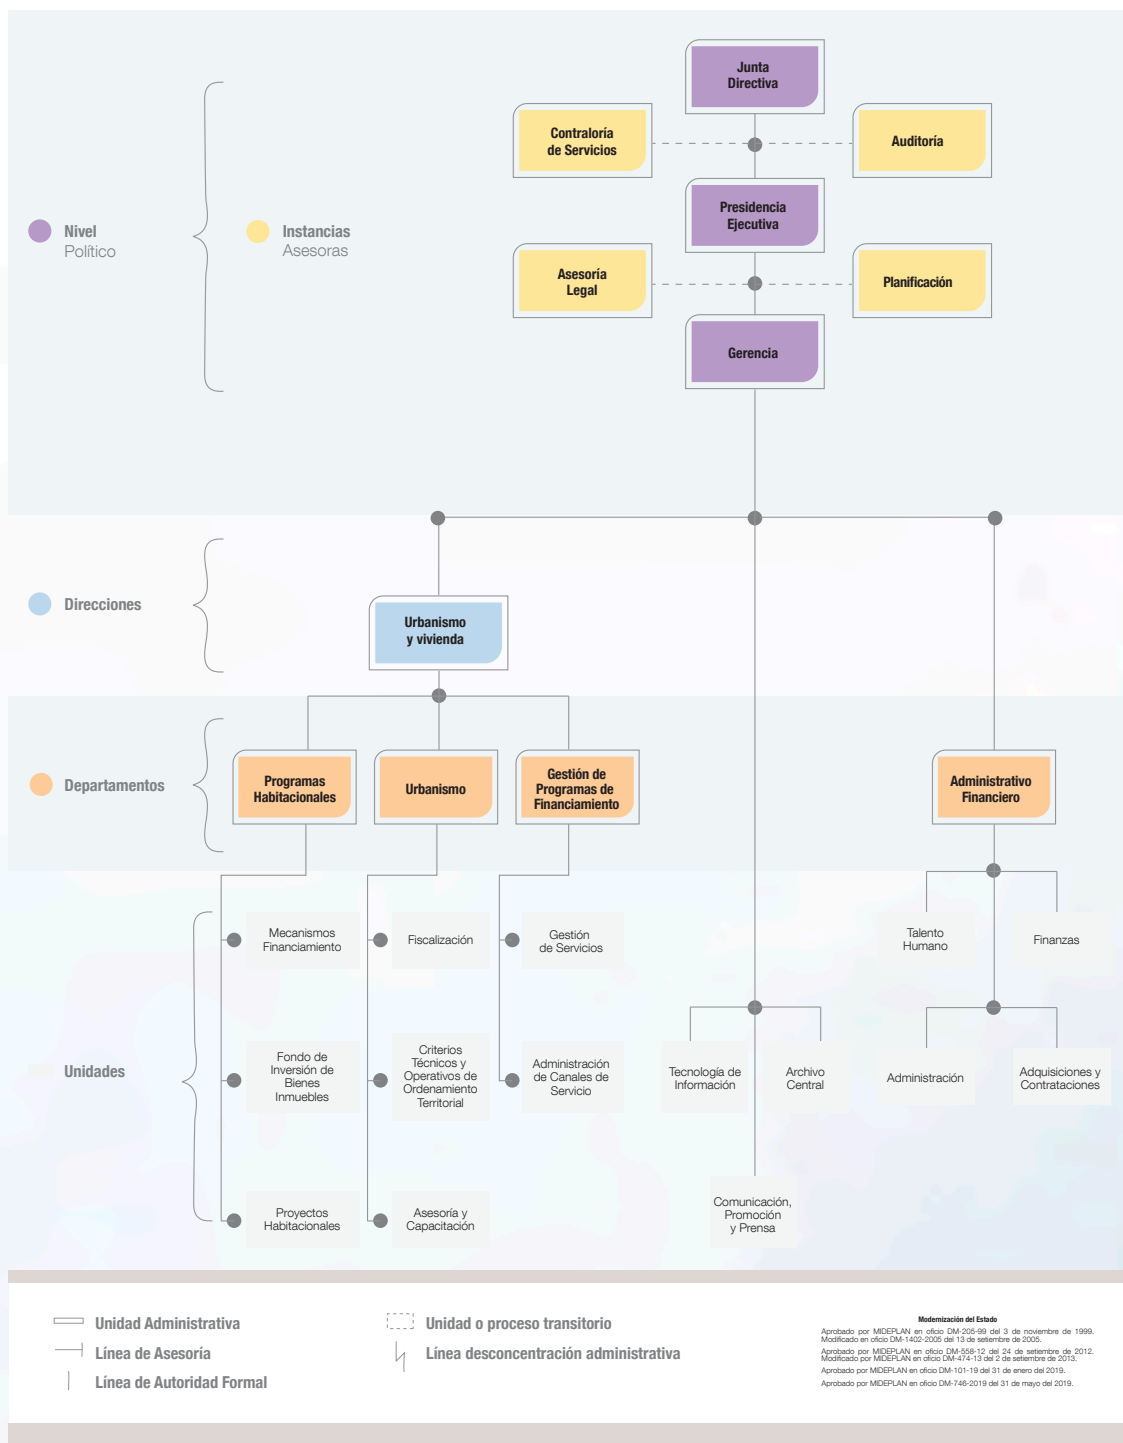 Junta
Directiva
Contraloría
de Servicios
Auditoría
Presidencia
Ejecutiva
Nivel
Político
Instancias
Asesoras
Asesoría
Legal
Planificación
Gerencia
Direcciones
Urbanismo
y vivienda
Departamentos
Programas
Habitacionales
Urbanismo
Gestión de
Programas de
Financiamiento
Administrativo
Financiero
Mecanismos
Financiamiento
Fiscalización
Gestión
de Servicios
Talento
Humano
Finanzas
Unidades
Fondo de
Inversión de
Bienes
Inmuebles
Criterios
Técnicos y
Operativos de
Ordenamiento
Territorial
Administración
de Canales de
Servicio
Tecnología de
Información
Archivo
Central
Administración
Adquisiciones y
Contrataciones
Proyectos
Habitacionales
Asesoría y
Capacitación
Comunicación,
Promoción
y Prensa
Unidad Administrativa
Línea de Asesoría
Línea de Autoridad Formal
Unidad o proceso transitorio
Línea desconcentración administrativa
Modernización del Estado
Aprobado por MIDEPLAN en oficio DM-205-99 del 3 de noviembre de 1999.
Modificado en oficio DM-1402-2005 del 13 de setiembre de 2005.
Aprobado por MIDEPLAN en oficio DM-558-12 del 24 de setiembre de 2012.
Modificado por MIDEPLAN en oficio DM-474-13 del 2 de setiembre de 2013.
Aprobado por MIDEPLAN en oficio DM-101-19 del 31 de enero del 2019.
Aprobado por MIDEPLAN en oficio DM-746-2019 del 31 de mayo del 2019.